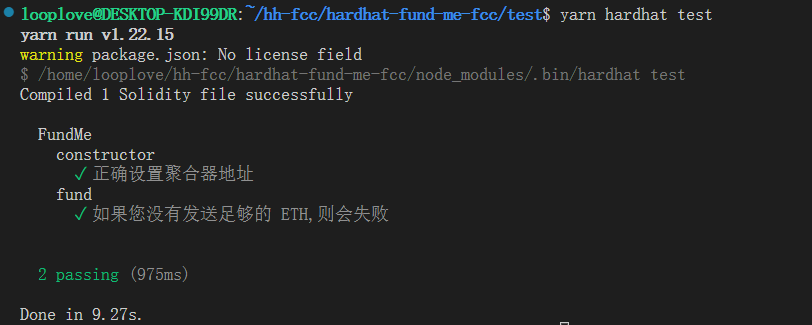 looplove@DESKTOP-KDI99DR:~/hh-fcc/hardhat-fund-me-fcc/test$ yarn hardhat test
yarn run v1.22.15
warning package.json: No license field
$ /home/looplove/hh-fcc/hardhat-fund-me-fcc/node_modules/.bin/hardhat test
Compiled 1 Solidity file successfully
FundMe
constructor
✓ 正确设置聚合器地址
fund
✓ 如果您没有发送足够的 ETH,则会失败
2 passing (975ms)
Done in 9.27s.